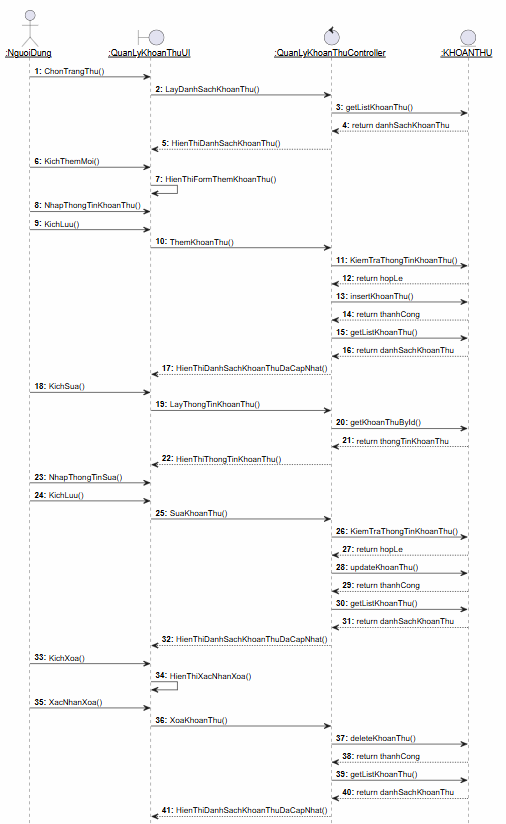 :NguoiDung :QuanLyKhoanThuUI :QuanLyKhoanThuController :KHOANTHU
1: ChonTrangThu()
2: LayDanhSachKhoanThu()
3: getListKhoanThu()
4: return danhSachKhoanThu
5: HienThiDanhSachKhoanThu()
6: KichThemMoi()
7: HienThiFormThemKhoanThu()
8: NhapThongTinKhoanThu()
9: KichLuu()
10: ThemKhoanThu()
11: KiemTraThongTinKhoanThu()
12: return hopLe
13: insertKhoanThu()
14: return thanhCong
15: getListKhoanThu()
16: return danhSachKhoanThu
17: HienThiDanhSachKhoanThuDaCapNhat()
18: KichSua()
19: LayThongTinKhoanThu()
20: getKhoanThuById()
21: return thongTinKhoanThu
22: HienThiThongTinKhoanThu()
23: NhapThongTinSua()
24: KichLuu()
25: SuaKhoanThu()
26: KiemTraThongTinKhoanThu()
27: return hopLe
28: updateKhoanThu()
29: return thanhCong
30: getListKhoanThu()
31: return danhSachKhoanThu
32: HienThiDanhSachKhoanThuDaCapNhat()
33: KichXoa()
34: HienThiXacNhanXoa()
35: XacNhanXoa()
36: XoaKhoanThu()
37: deleteKhoanThu()
38: return thanhCong
39: getListKhoanThu()
40: return danhSachKhoanThu
41: HienThiDanhSachKhoanThuDaCapNhat()